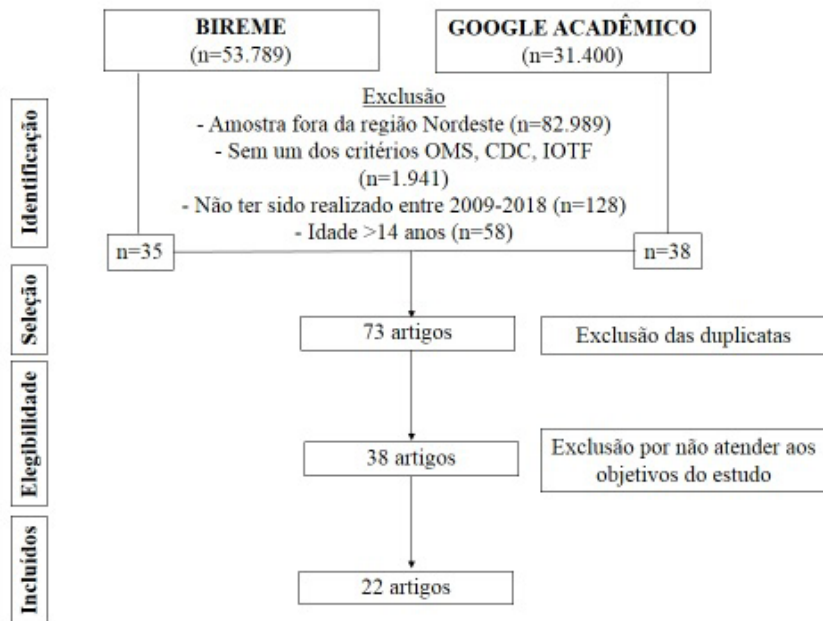 BIREME
(n=53.789)
GOOGLE ACADÊMICO
(n=31.400)
Identificação
Exclusão
- Amostra fora da região Nordeste (n=82.989)
- Sem um dos critérios OMS, CDC, IOTF
(n=1.941)
- Não ter sido realizado entre 2009-2018 (n=128)
- Idade >14 anos (n=58)
n=35
n=38
Seleção
73 artigos
Exclusão das duplicatas
Elegibilidade
38 artigos
Exclusão por não atender aos
objetivos do estudo
Incluídos
22 artigos